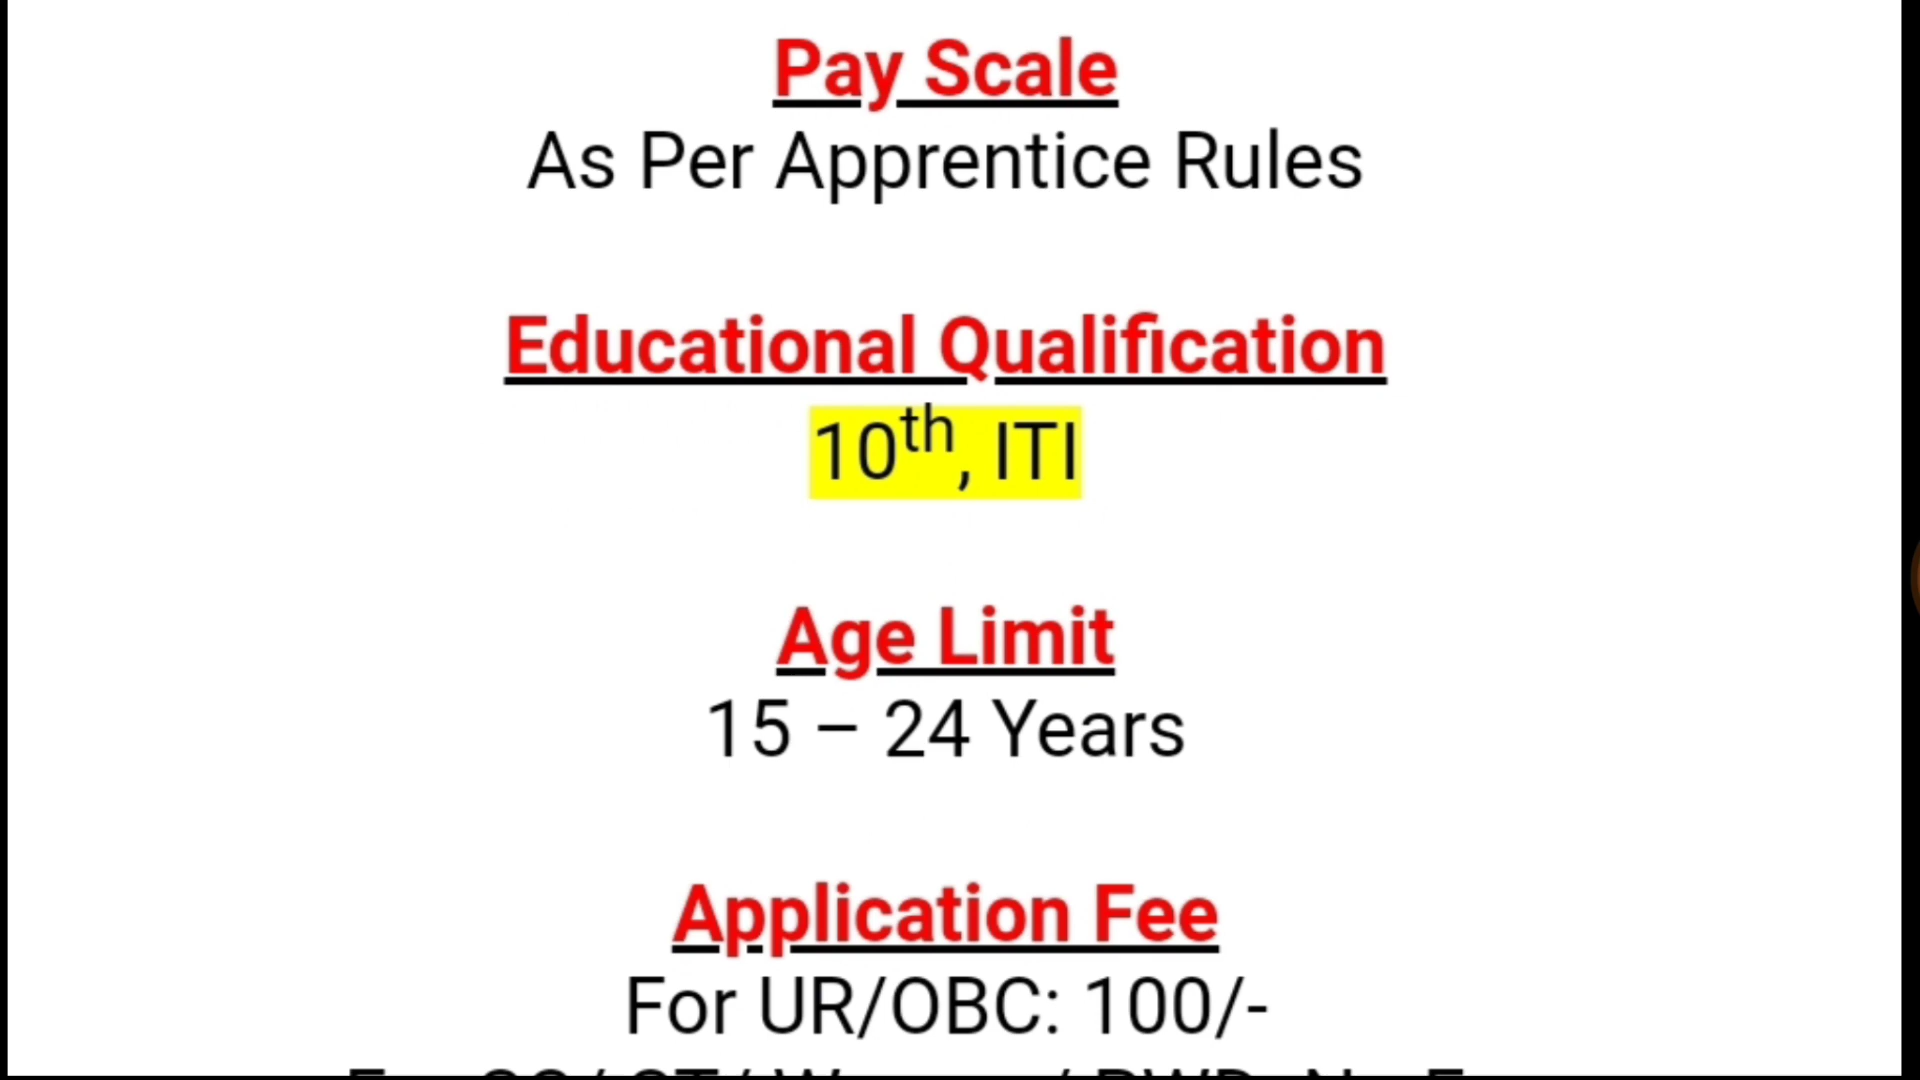 Pay Scale
As Per Apprentice Rules
Educational Qualification
10th, ITI
Age Limit
15 – 24 Years
Application Fee
For UR/OBC: 100/-